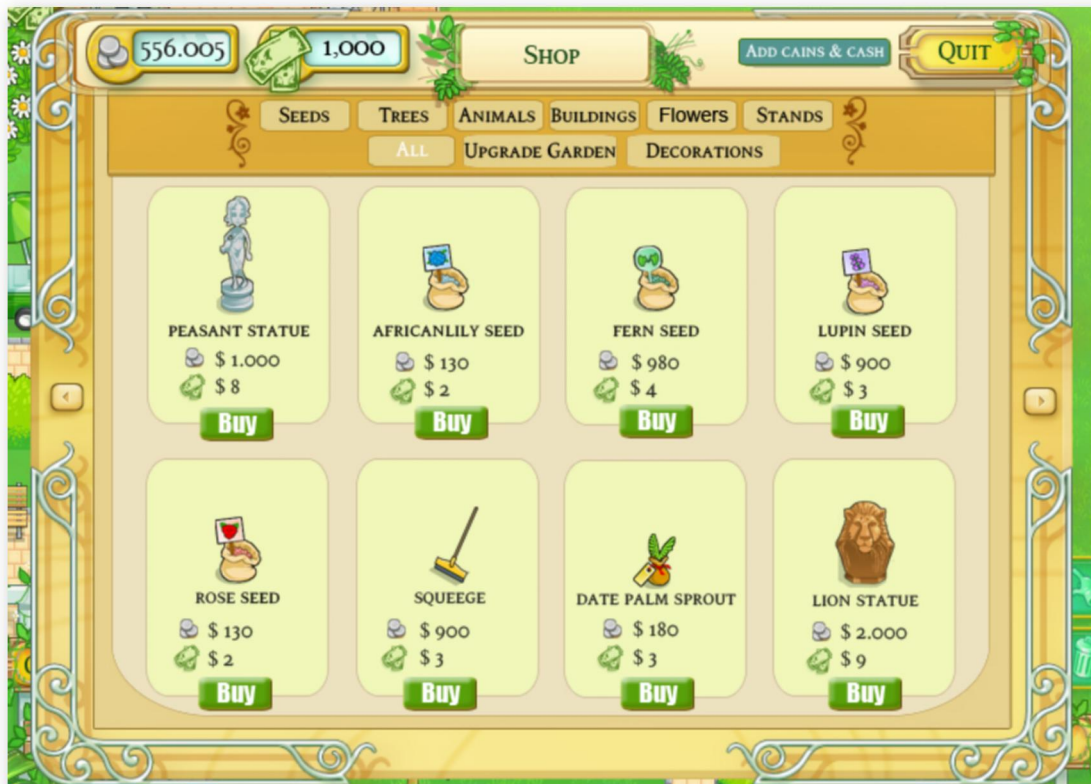 556.005
1,000
SHOP
ADD CAINS & CASH
QUIT
SEEDS
TREES
ANIMALS
BUILDINGS
Flowers
STANDS
ALL
UPGRADE GARDEN
DECORATIONS
PEASANT STATUE
$ 1.000
$ 8
Buy
AFRICANLILY SEED
$ 130
$ 2
Buy
FERN SEED
$ 980
$ 4
Buy
LUPIN SEED
$ 900
$ 3
Buy
ROSE SEED
$ 130
$ 2
Buy
SQUEEGE
$ 900
$ 3
Buy
DATE PALM SPROUT
$ 180
$ 3
Buy
LION STATUE
$ 2.000
$ 9
Buy